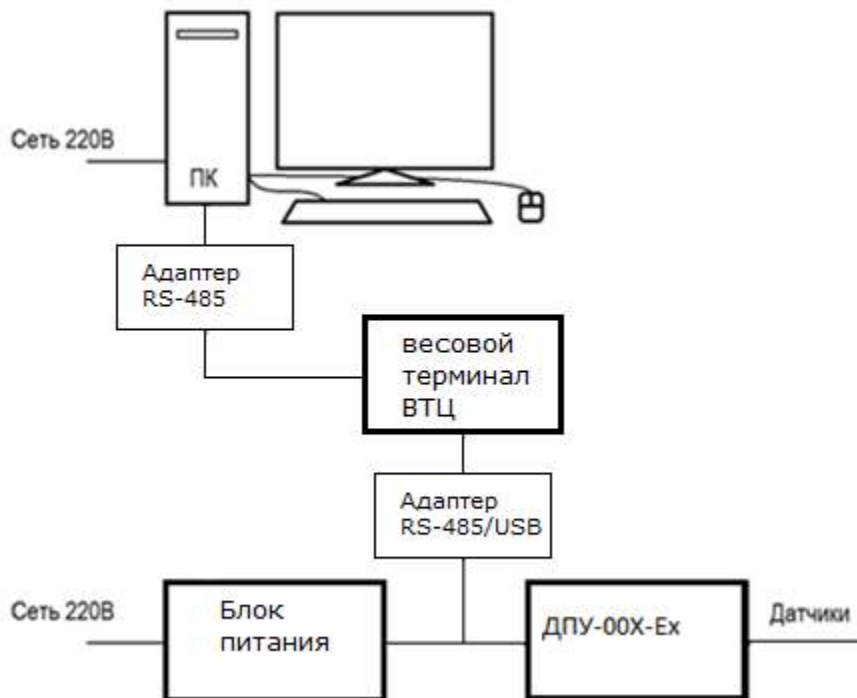 Сеть 220В
ПК
Адаптер
RS-485
весовой
терминал
ВТЦ
Адаптер
RS-485/USB
Сеть 220В
Блок
питания
ДПУ-00X-Ex
Датчики